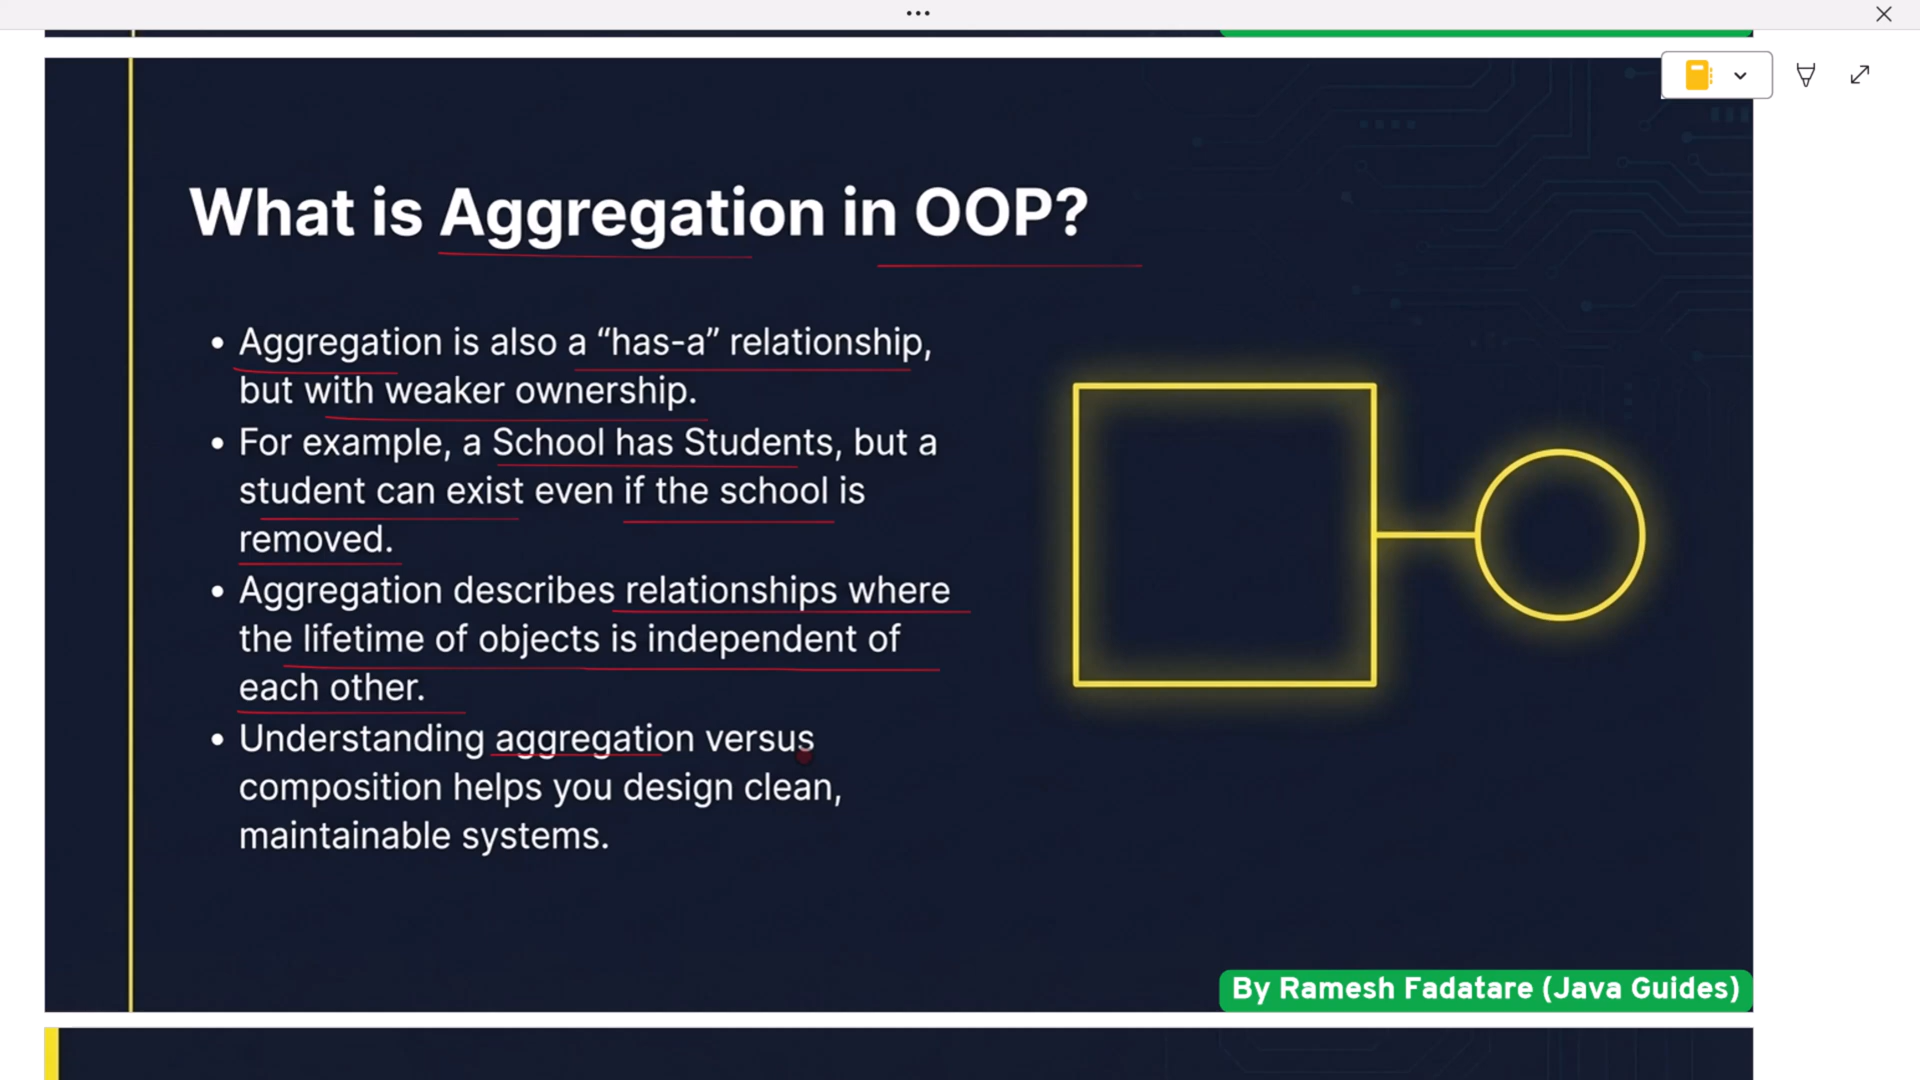 What is Aggregation in OOP?
• Aggregation is also a “has-a” relationship,
but with weaker ownership.
• For example, a School has Students, but a
student can exist even if the school is
removed.
• Aggregation describes relationships where
the lifetime of objects is independent of
each other.
• Understanding aggregation versus
composition helps you design clean,
maintainable systems.
By Ramesh Fadatare (Java Guides)